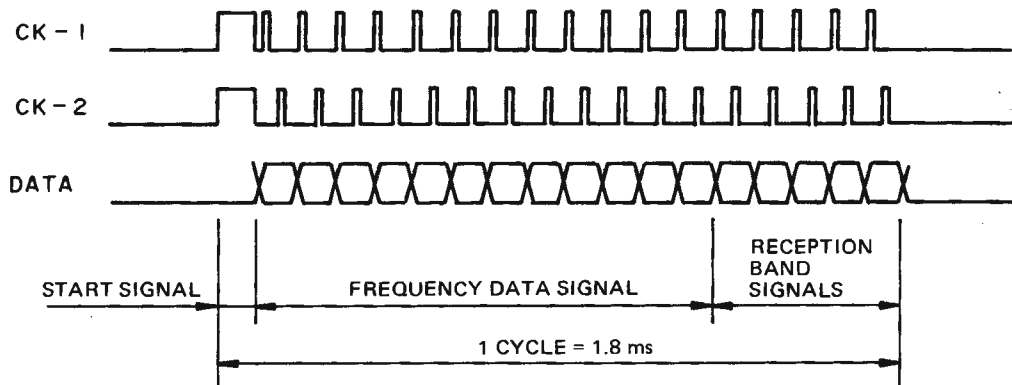 CK-1
CK-2
DATA
RECEPTION
BAND
SIGNALS
START SIGNAL
FREQUENCY DATA SIGNAL
1 CYCLE = 1.8 ms